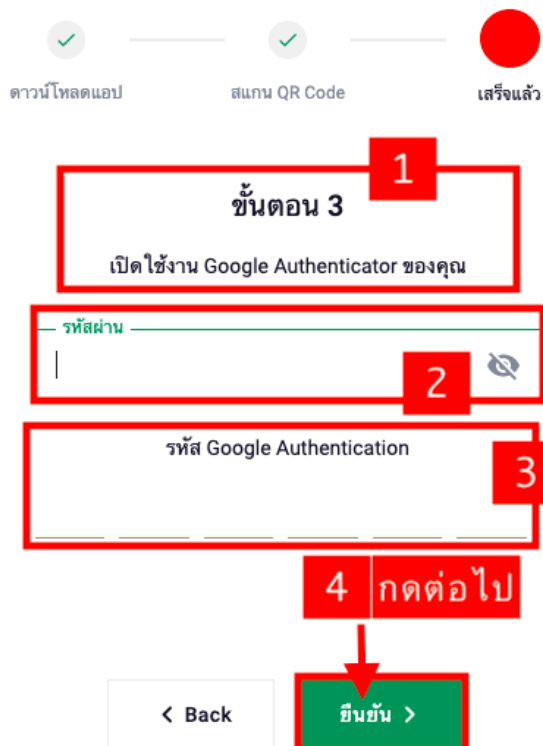 ดาวน์โหลดแอป
สแกน QR Code
เสร็จแล้ว
1
ขั้นตอน 3
เปิดใช้งาน Google Authenticator ของคุณ
รหัสผ่าน
2
รหัส Google Authentication
3
4 กดต่อไป
< Back
ยืนยัน >